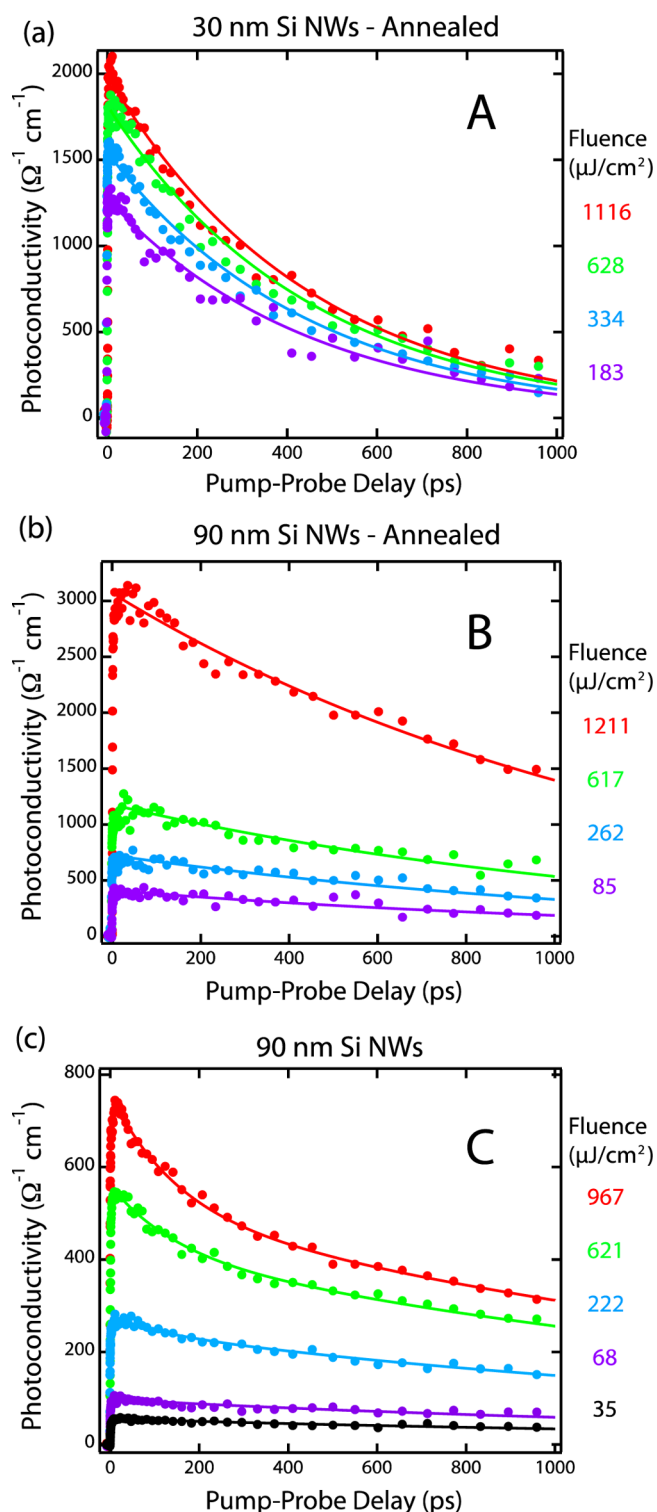 (a)
30 nm Si NWs - Annealed
A
Photoconductivity (Ω⁻¹ cm⁻¹)
2000
1500
1000
500
0
0 200 400 600 800 1000
Pump-Probe Delay (ps)
Fluence
(μJ/cm²)
1116
628
334
183
(b)
90 nm Si NWs - Annealed
B
Photoconductivity (Ω⁻¹ cm⁻¹)
3000
2500
2000
1500
1000
500
0
0 200 400 600 800 1000
Pump-Probe Delay (ps)
Fluence
(μJ/cm²)
1211
617
262
85
(c)
90 nm Si NWs
C
Photoconductivity (Ω⁻¹ cm⁻¹)
800
600
400
200
0
0 200 400 600 800 1000
Pump-Probe Delay (ps)
Fluence
(μJ/cm²)
967
621
222
68
35